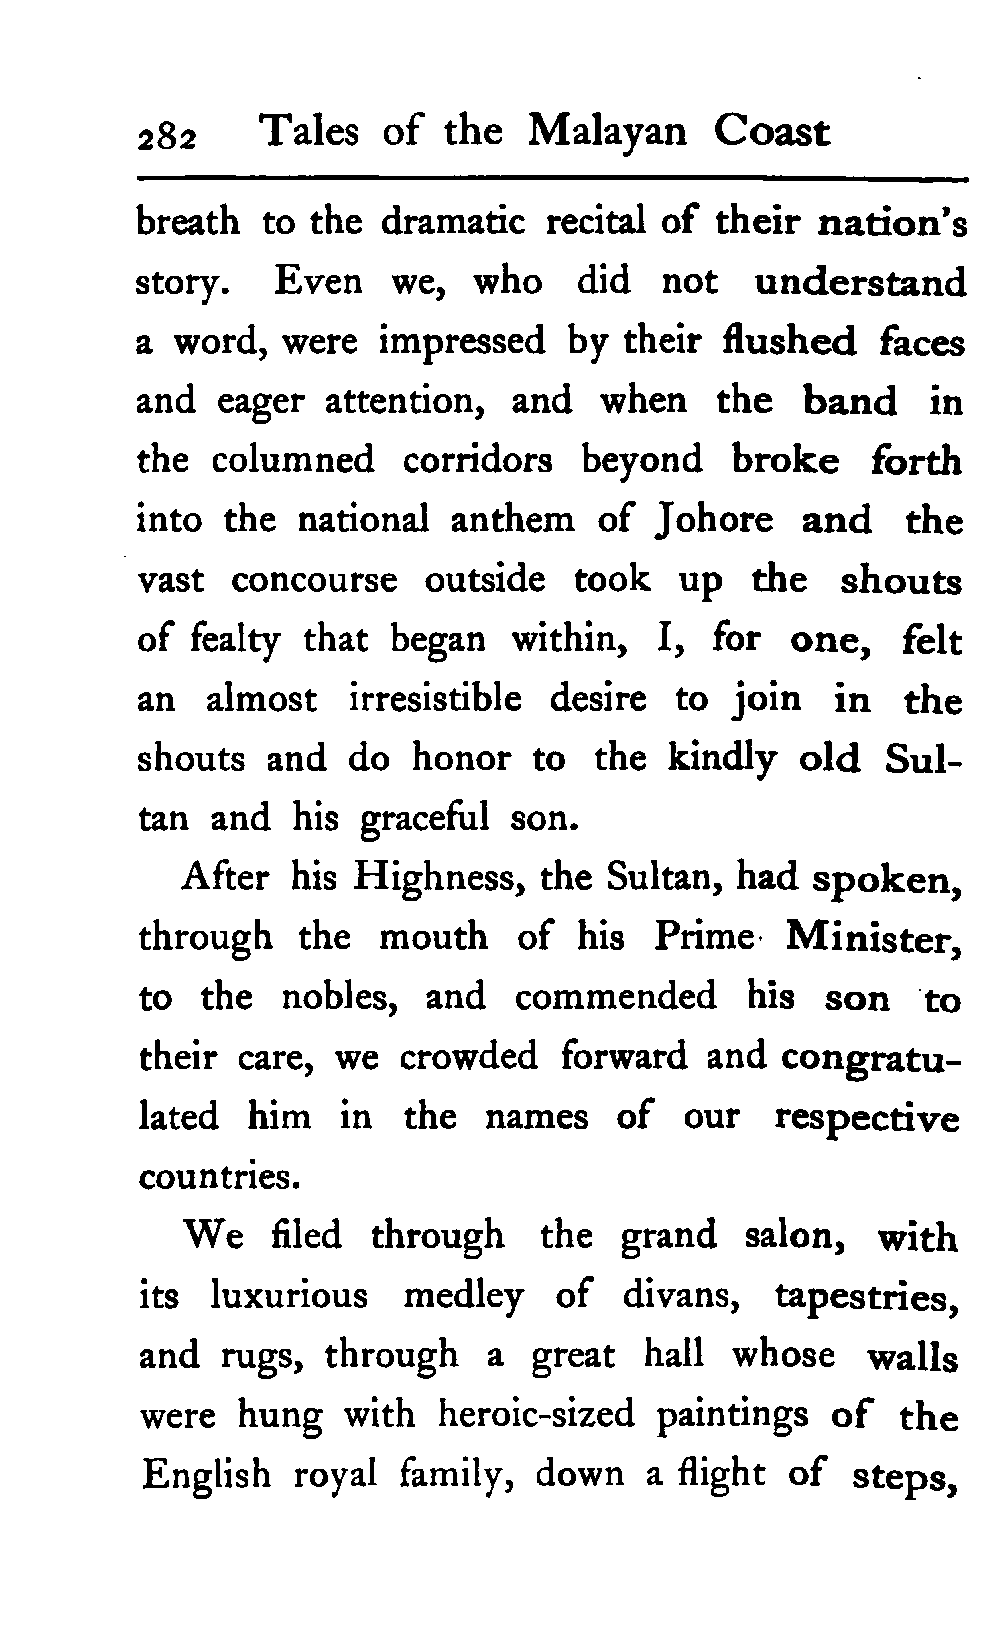 282 Tales of the Malayan Coast
breath to the dramatic recital of their nation's
story. Even we, who did not understand
a word, were impressed by their flushed faces
and eager attention, and when the band in
the columned corridors beyond broke forth
into the national anthem of Johore and the
vast concourse outside took up the shouts
of fealty that began within, I, for one, felt
an almost irresistible desire to join in the
shouts and do honor to the kindly old Sul-
tan and his graceful son.
After his Highness, the Sultan, had spoken,
through the mouth of his Prime Minister,
to the nobles, and commended his son to
their care, we crowded forward and congratu-
lated him in the names of our respective
countries.
We filed through the grand salon, with
its luxurious medley of divans, tapestries,
and rugs, through a great hall whose walls
were hung with heroic-sized paintings of the
English royal family, down a flight of steps,